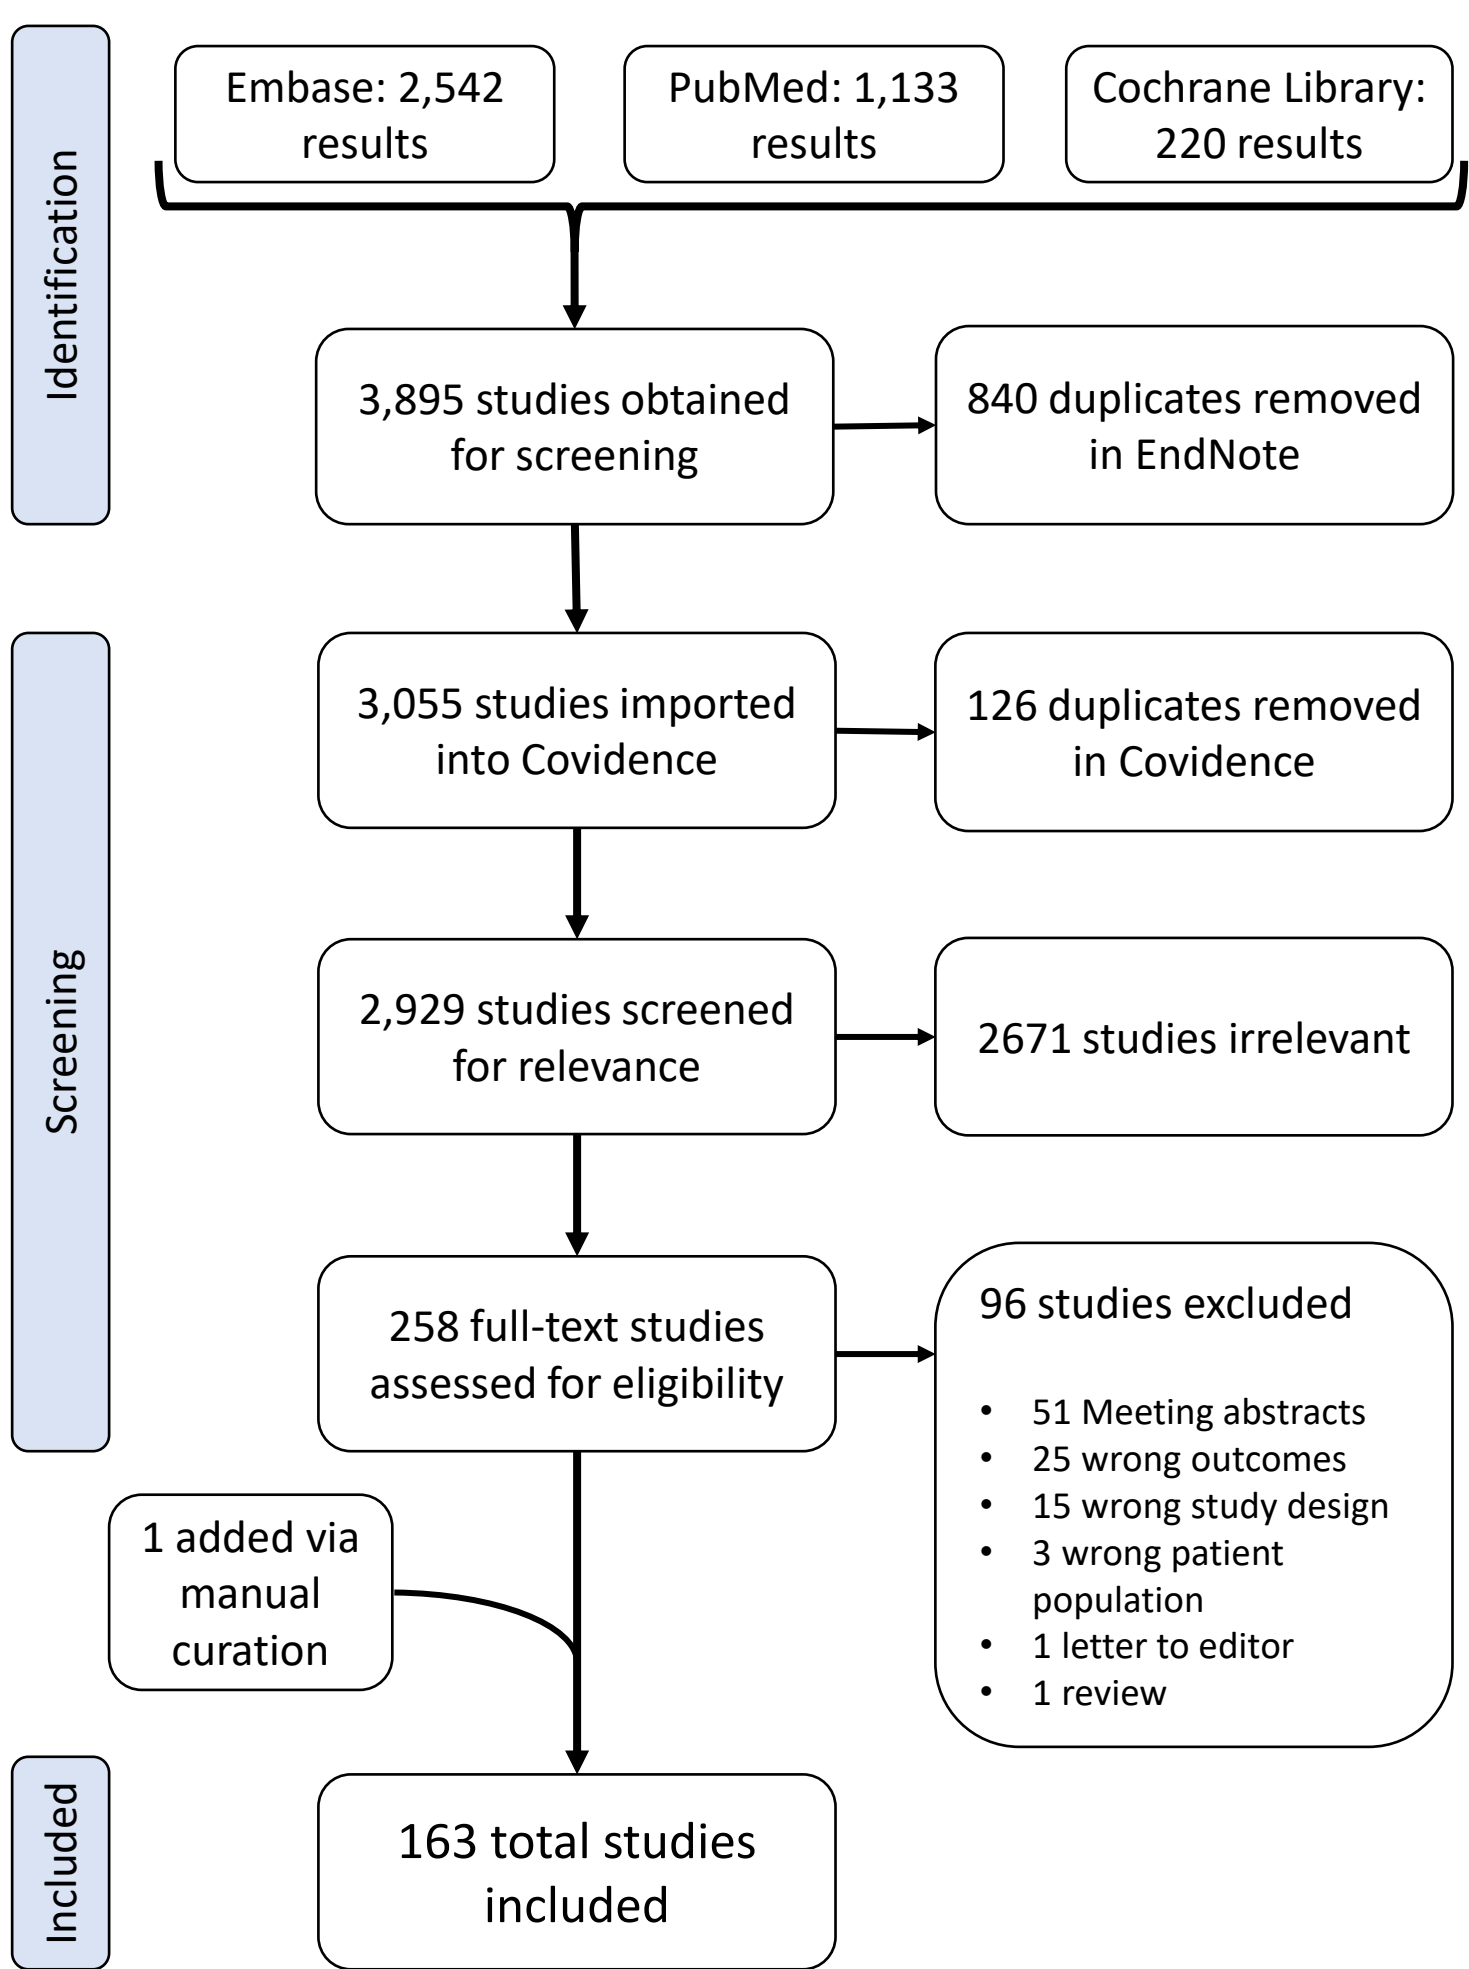 Identification
Embase: 2,542
results
PubMed: 1,133
results
Cochrane Library:
220 results
3,895 studies obtained
for screening
840 duplicates removed
in EndNote
Screening
3,055 studies imported
into Covidence
126 duplicates removed
in Covidence
2,929 studies screened
for relevance
2671 studies irrelevant
258 full-text studies
assessed for eligibility
96 studies excluded
• 51 Meeting abstracts
• 25 wrong outcomes
• 15 wrong study design
• 3 wrong patient
population
• 1 letter to editor
• 1 review
1 added via
manual
curation
Included
163 total studies
included